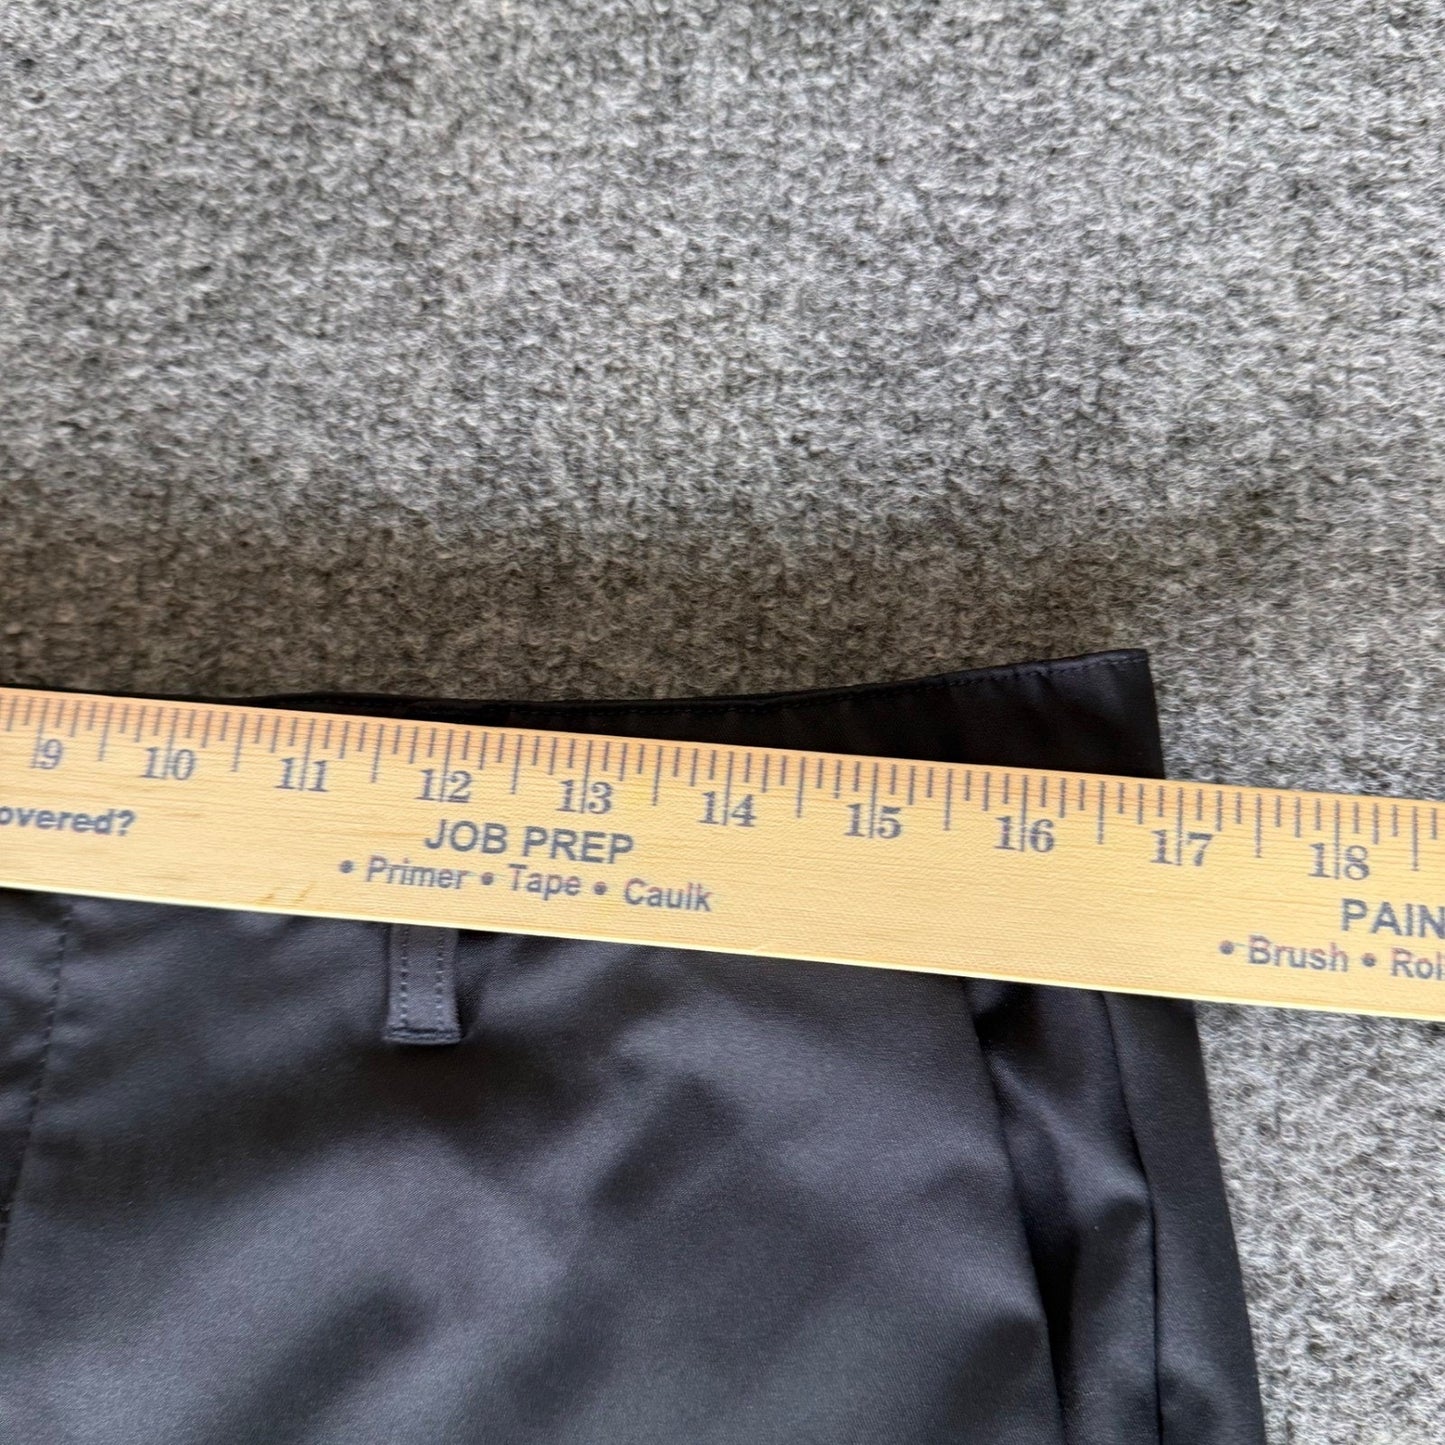 9 10 11 12 13 14 15 16 17 18
overed?
JOB PREP
• Primer • Tape • Caulk
PAIN
• Brush • Rol